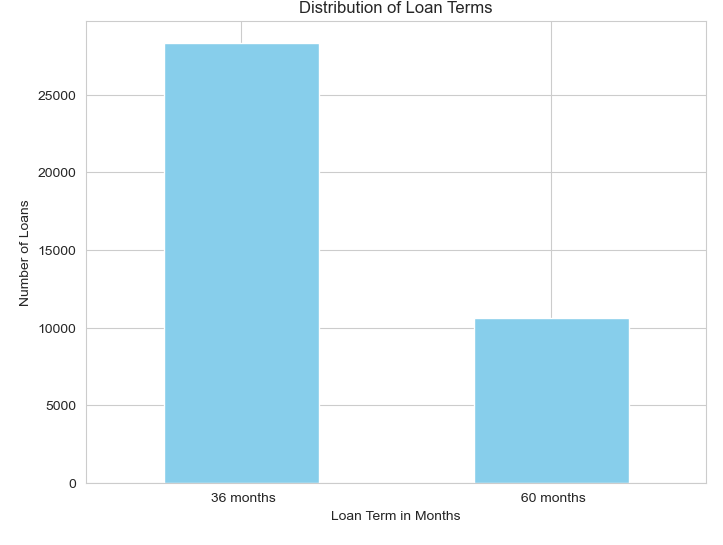 Distribution of Loan Terms
25000
20000
15000
10000
5000
0
Number of Loans
36 months
60 months
Loan Term in Months